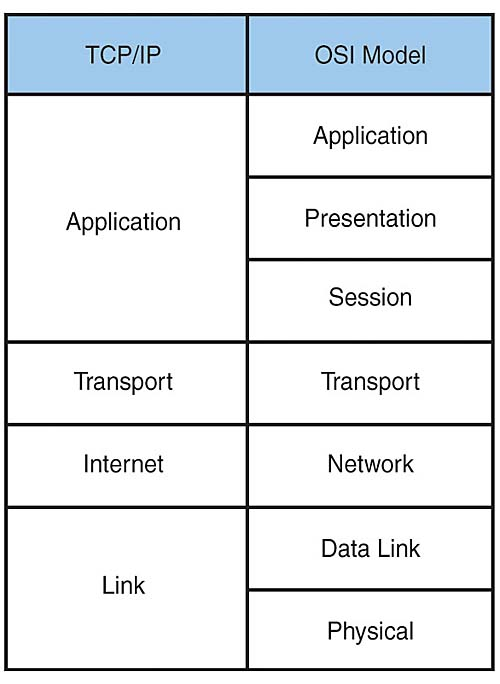 TCP/IP
OSI Model
Application
Application
Presentation
Session
Transport
Transport
Internet
Network
Link
Data Link
Physical